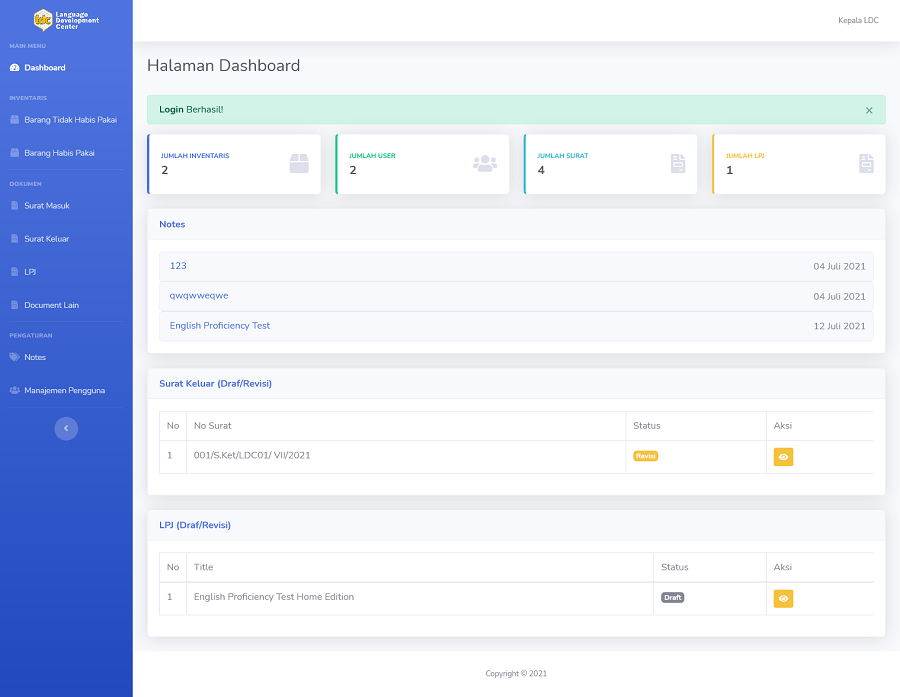 ldc Language
Development
Center
MAIN MENU
Dashboard
INVENTARIS
Barang Tidak Habis Pakai
Barang Habis Pakai
DOKUMEN
Surat Masuk
Surat Keluar
LPJ
Document Lain
PENGATURAN
Notes
Manajemen Pengguna
Kepala LDC
Halaman Dashboard
Login Berhasil! ×
JUMLAH INVENTARIS
2
JUMLAH USER
2
JUMLAH SURAT
4
JUMLAH LPJ
1
Notes
123 04 Juli 2021
qwqwweqwe 04 Juli 2021
English Proficiency Test 12 Juli 2021
Surat Keluar (Draf/Revisi)
No No Surat Status Aksi
1 001/S.Ket/LDC01/ VII/2021 Revisi
LPJ (Draf/Revisi)
No Title Status Aksi
1 English Proficiency Test Home Edition Draft
Copyright © 2021